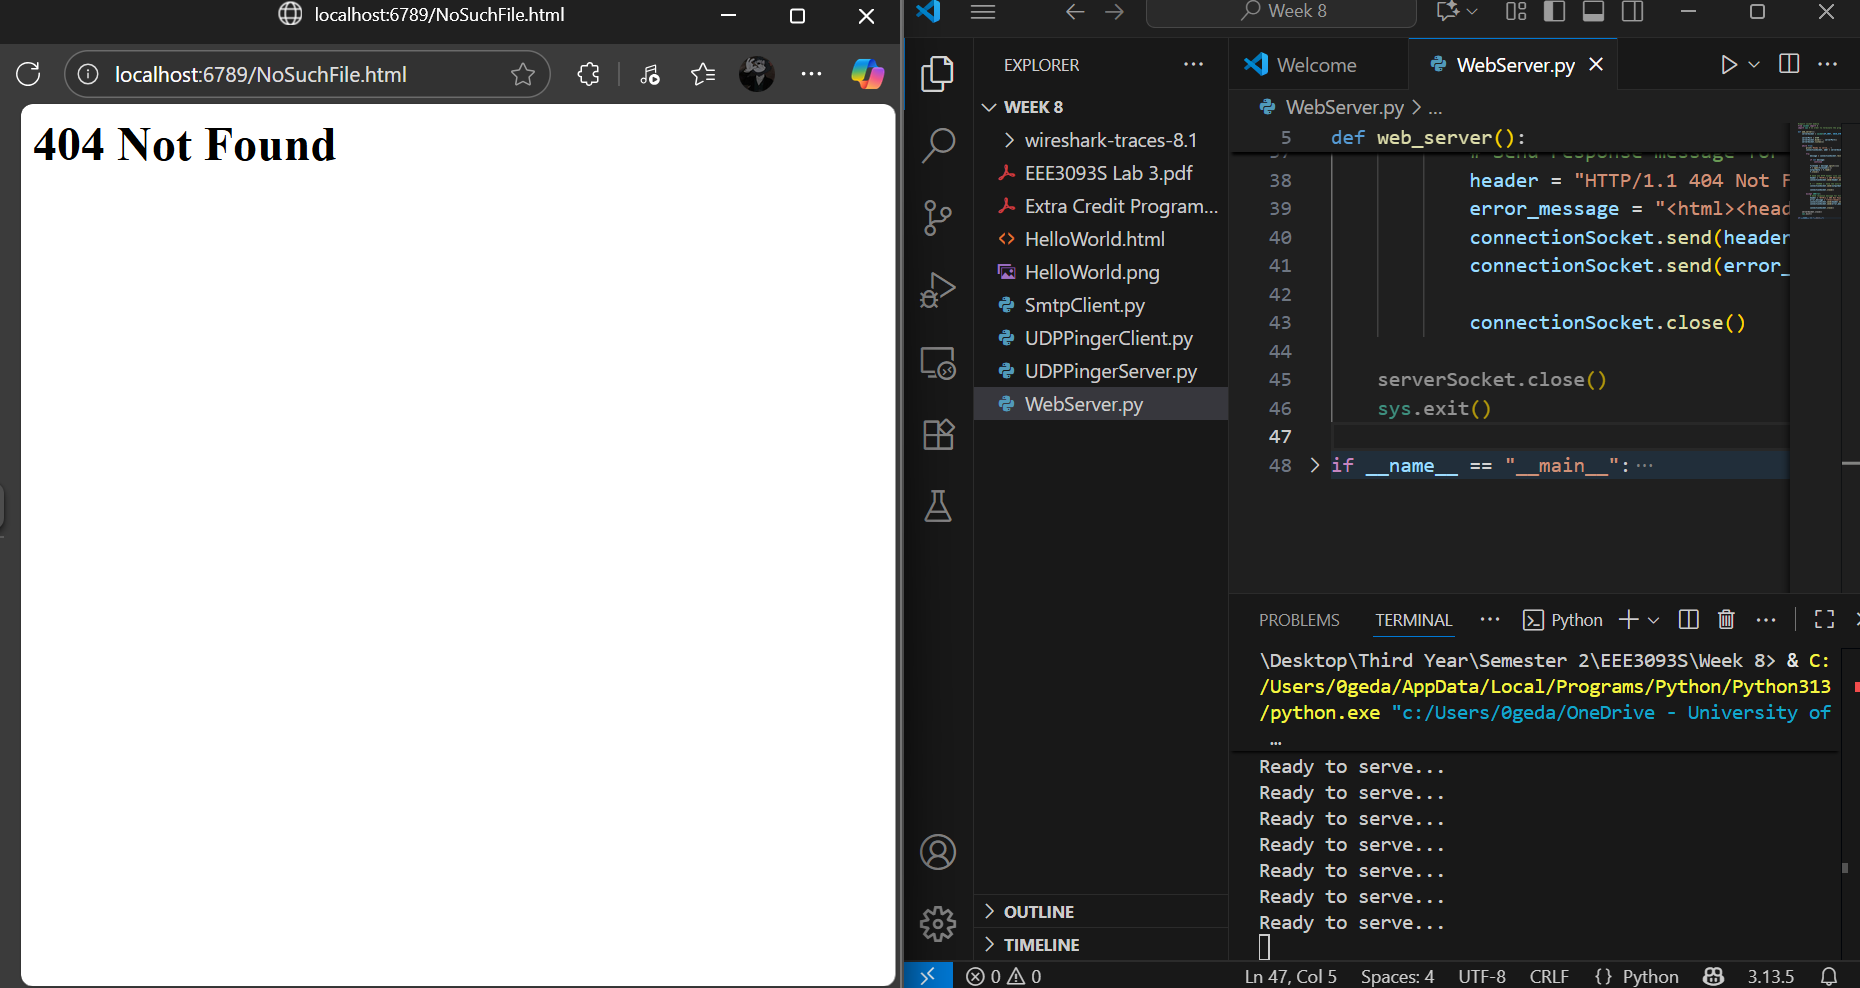 localhost:6789/NoSuchFile.html
localhost:6789/NoSuchFile.html
404 Not Found
Week 8
EXPLORER
WEEK 8
wireshark-traces-8.1
EEE3093S Lab 3.pdf
Extra Credit Program...
HelloWorld.html
HelloWorld.png
SmtpClient.py
UDPPingerClient.py
UDPPingerServer.py
WebServer.py
OUTLINE
TIMELINE
Welcome
WebServer.py
WebServer.py > ...
5 def web_server():
38 header = "HTTP/1.1 404 Not F
39 error_message = "<html><head
40 connectionSocket.send(header
41 connectionSocket.send(error_
42
43 connectionSocket.close()
44
45 serverSocket.close()
46 sys.exit()
47
48 if __name__ == "__main__":···
PROBLEMS TERMINAL ··· Python
\Desktop\Third Year\Semester 2\EEE3093S\Week 8> & C:
/Users/0geda/AppData/Local/Programs/Python/Python313
/python.exe "c:/Users/0geda/OneDrive - University of
…
Ready to serve...
Ready to serve...
Ready to serve...
Ready to serve...
Ready to serve...
Ready to serve...
Ready to serve...
0 0
Ln 47, Col 5 Spaces: 4 UTF-8 CRLF {} Python 3.13.5